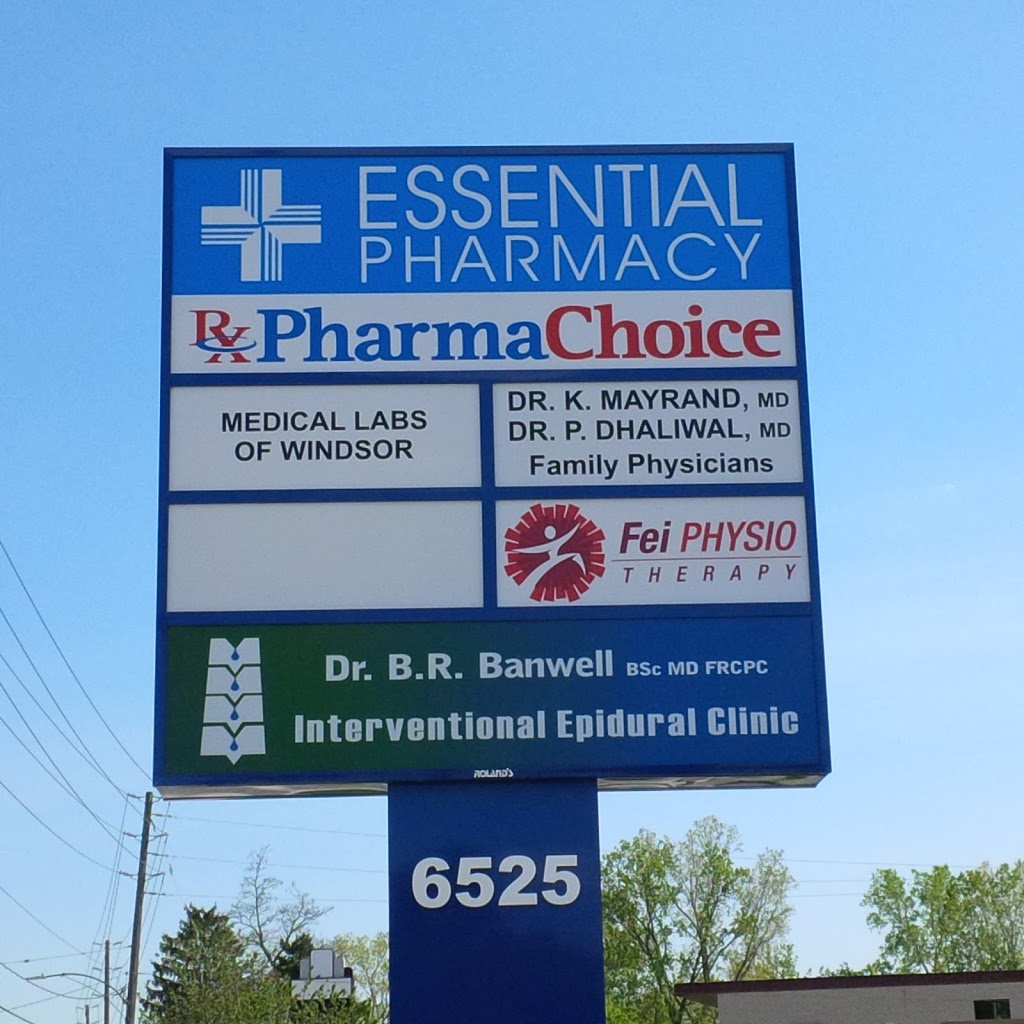 ESSENTIAL
PHARMACY
Rx PharmaChoice
MEDICAL LABS
OF WINDSOR
DR. K. MAYRAND, MD
DR. P. DHALIWAL, MD
Family Physicians
Fei PHYSIO
THERAPY
Dr. B.R. Banwell BSc MD FRCPC
Interventional Epidural Clinic
ROLAND'S
6525